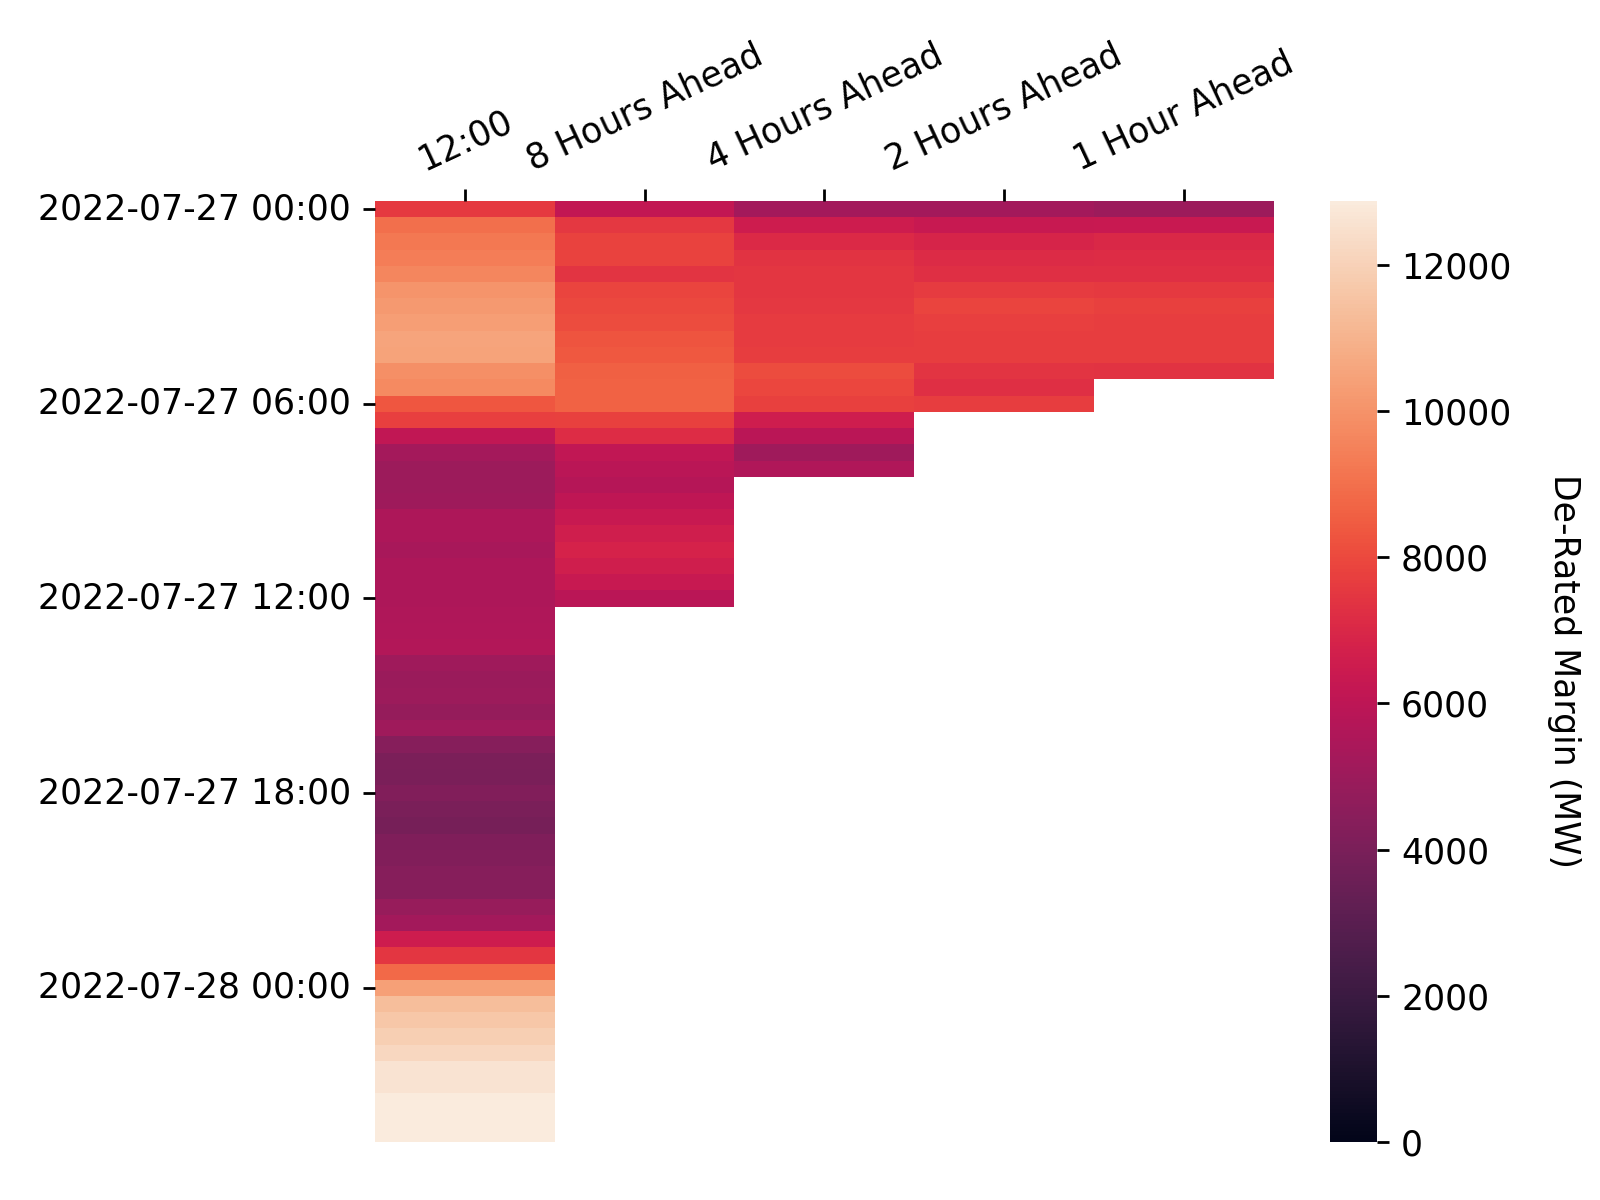 12:00
8 Hours Ahead
4 Hours Ahead
2 Hours Ahead
1 Hour Ahead
2022-07-27 00:00
2022-07-27 06:00
2022-07-27 12:00
2022-07-27 18:00
2022-07-28 00:00
12000
10000
8000
6000
4000
2000
0
De-Rated Margin (MW)